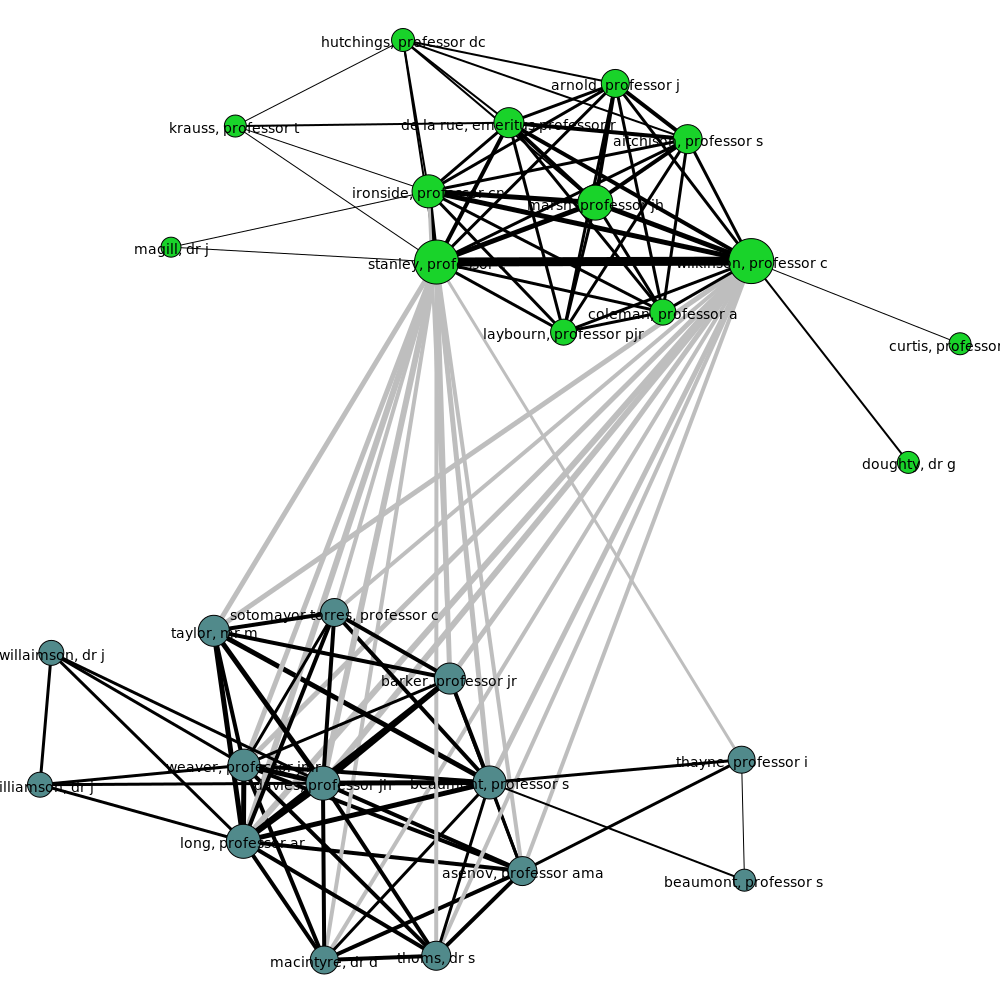 hutchings, professor dc
arnold, professor j
krauss, professor t
de la rue, emeritus professor r
aitchison, professor s
ironside, professor cn
marsh, professor jh
magill, dr j
stanley, professor
wilkinson, professor c
coleman, professor a
laybourn, professor pjr
curtis, professor
doughty, dr g
sotomayor torres, professor c
taylor, mr m
willaimson, dr j
barker, professor jr
thayne, professor i
weaver, professor jmr
davies, professor jh
beaumont, professor s
illiamson, dr j
long, professor ar
asenov, professor ama
beaumont, professor s
macintyre, dr d
thoms, dr s